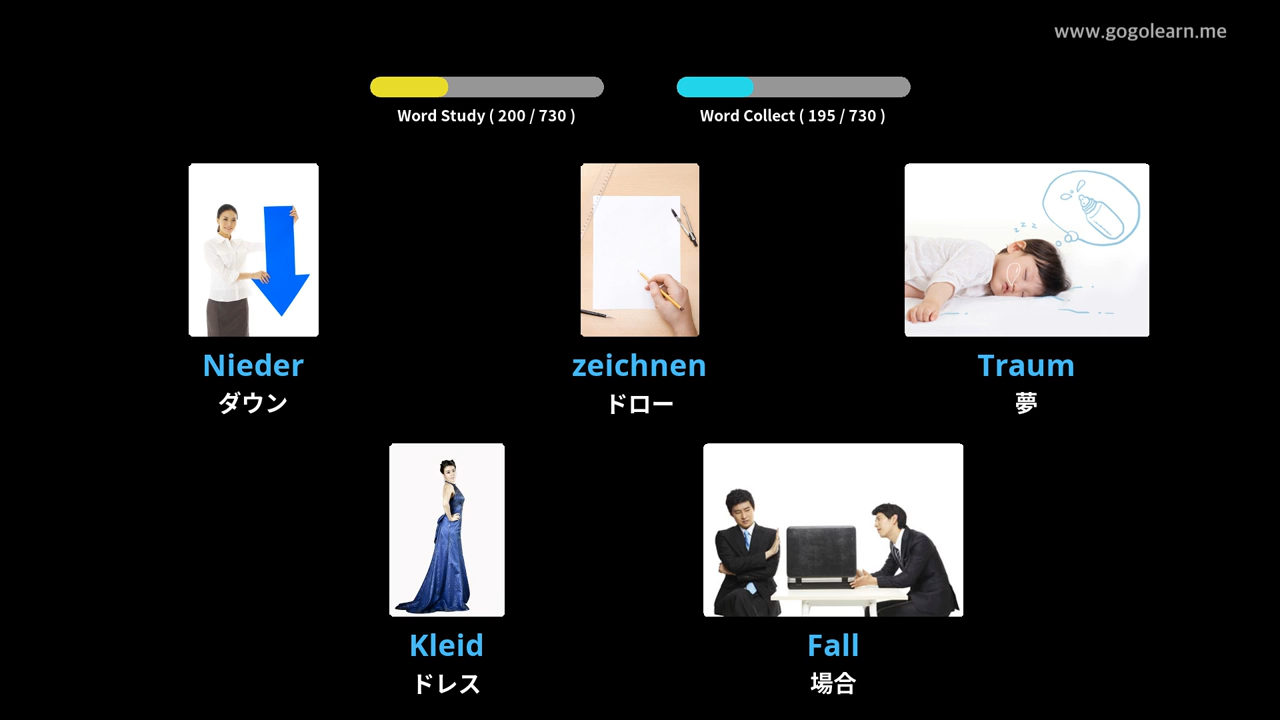 www.gogolearn.me
Word Study ( 200 / 730 )
Word Collect ( 195 / 730 )
Nieder
ダウン
zeichnen
ドロー
Traum
夢
Kleid
ドレス
Fall
場合